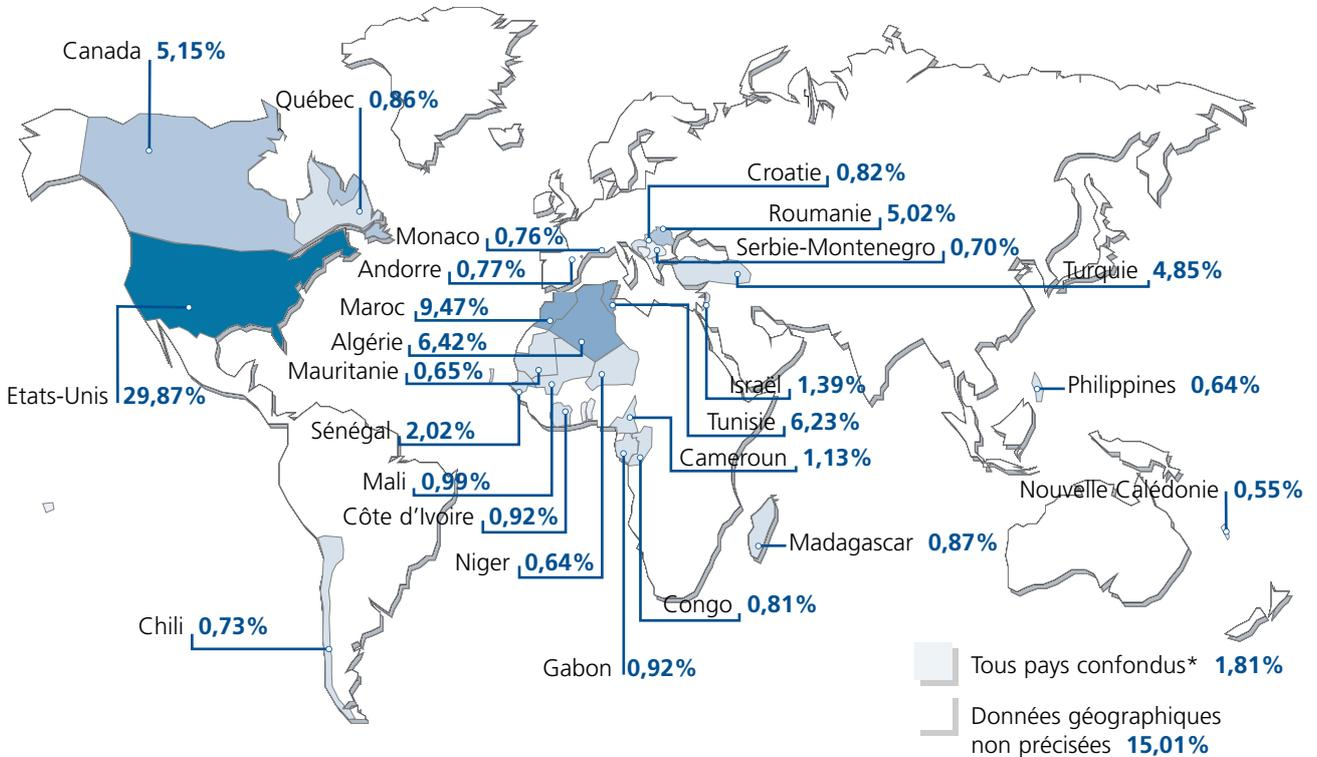 Canada 5,15%
Québec 0,86%
Croatie 0,82%
Roumanie 5,02%
Monaco 0,76%
Serbie-Montenegro 0,70%
Andorre 0,77%
Turquie 4,85%
Maroc 9,47%
Algérie 6,42%
Mauritanie 0,65%
Israël 1,39%
Philippines 0,64%
Etats-Unis 29,87%
Tunisie 6,23%
Sénégal 2,02%
Cameroun 1,13%
Mali 0,99%
Nouvelle Calédonie 0,55%
Côte d'Ivoire 0,92%
Madagascar 0,87%
Niger 0,64%
Congo 0,81%
Chili 0,73%
Gabon 0,92%
Tous pays confondus* 1,81%
Données géographiques
non précisées 15,01%